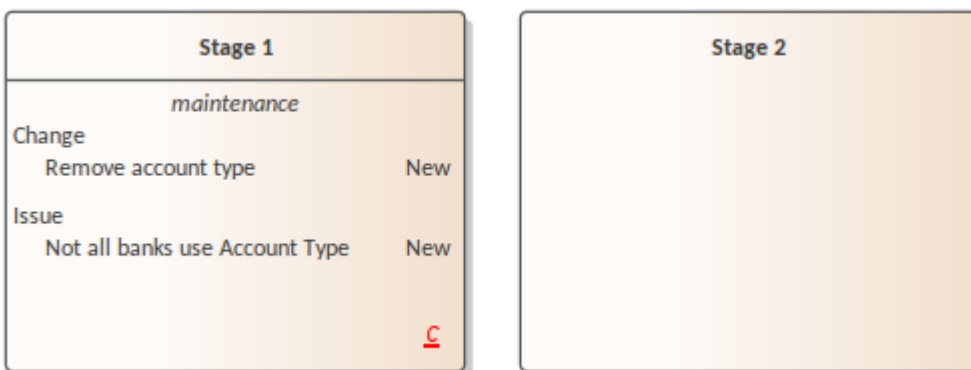 Stage 1
maintenance
Change
Remove account type New
Issue
Not all banks use Account Type New
C
Stage 2